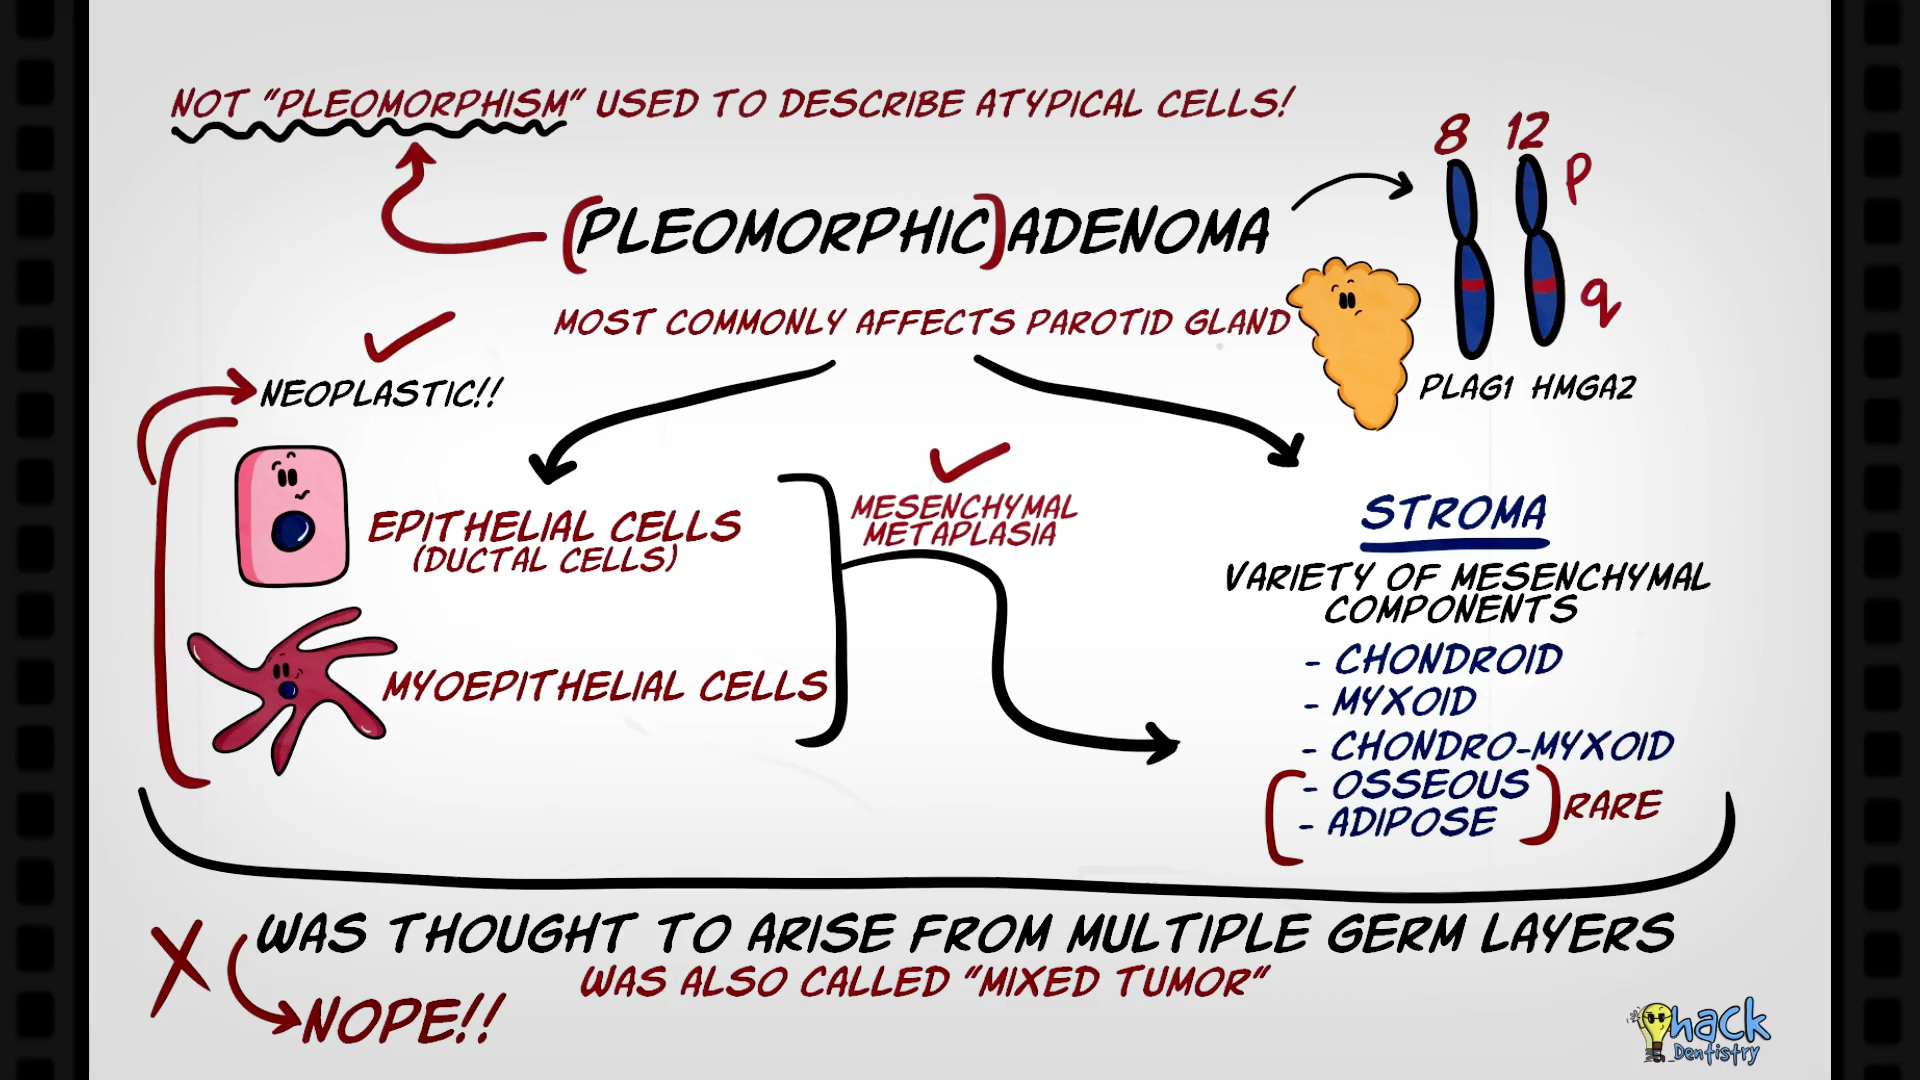 NOT "PLEOMORPHISM" USED TO DESCRIBE ATYPICAL CELLS!
8 12
p
(PLEOMORPHIC) ADENOMA
q
MOST COMMONLY AFFECTS PAROTID GLAND
PLAG1 HMGA2
NEOPLASTIC!!
EPITHELIAL CELLS
(DUCTAL CELLS)
MYOEPITHELIAL CELLS
MESENCHYMAL
METAPLASIA
STROMA
VARIETY OF MESENCHYMAL
COMPONENTS
- CHONDROID
- MYXOID
- CHONDRO-MYXOID
- OSSEOUS
- ADIPOSE
RARE
WAS THOUGHT TO ARISE FROM MULTIPLE GERM LAYERS
WAS ALSO CALLED "MIXED TUMOR"
NOPE!!
hack
Dentistry